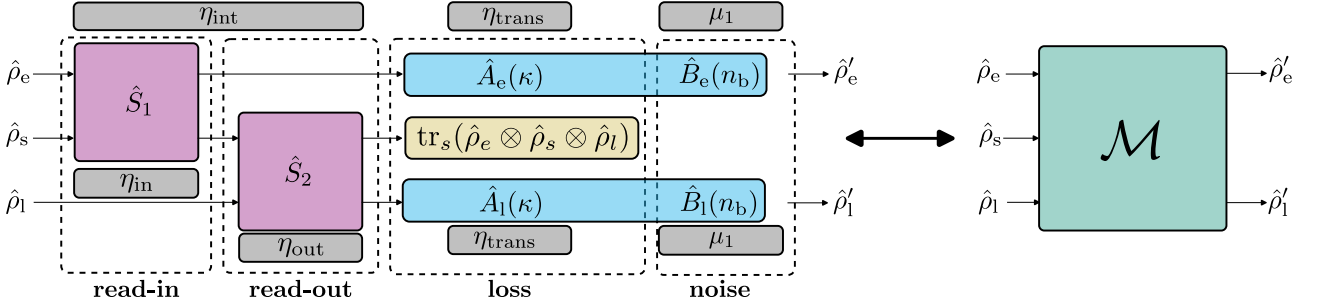 η_int η_trans μ_1
ρ̂_e Ŝ_1 Â_e(κ) B̂_e(n_b) ρ̂′_e ρ̂_e ρ̂′_e
ρ̂_s tr_s(ρ̂_e ⊗ ρ̂_s ⊗ ρ̂_l) ρ̂_s ℳ
η_in Ŝ_2
ρ̂_l Â_l(κ) B̂_l(n_b) ρ̂′_l ρ̂_l ρ̂′_l
η_out η_trans μ_1
read-in read-out loss noise